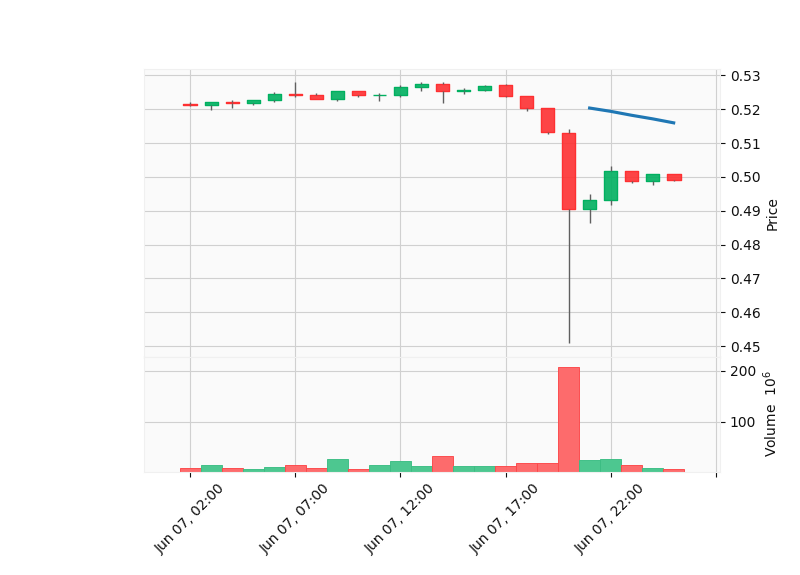 0.53
0.52
0.51
0.50
0.49
0.48
0.47
0.46
0.45
Price
200
100
Volume 10⁶
Jun 07, 02:00
Jun 07, 07:00
Jun 07, 12:00
Jun 07, 17:00
Jun 07, 22:00